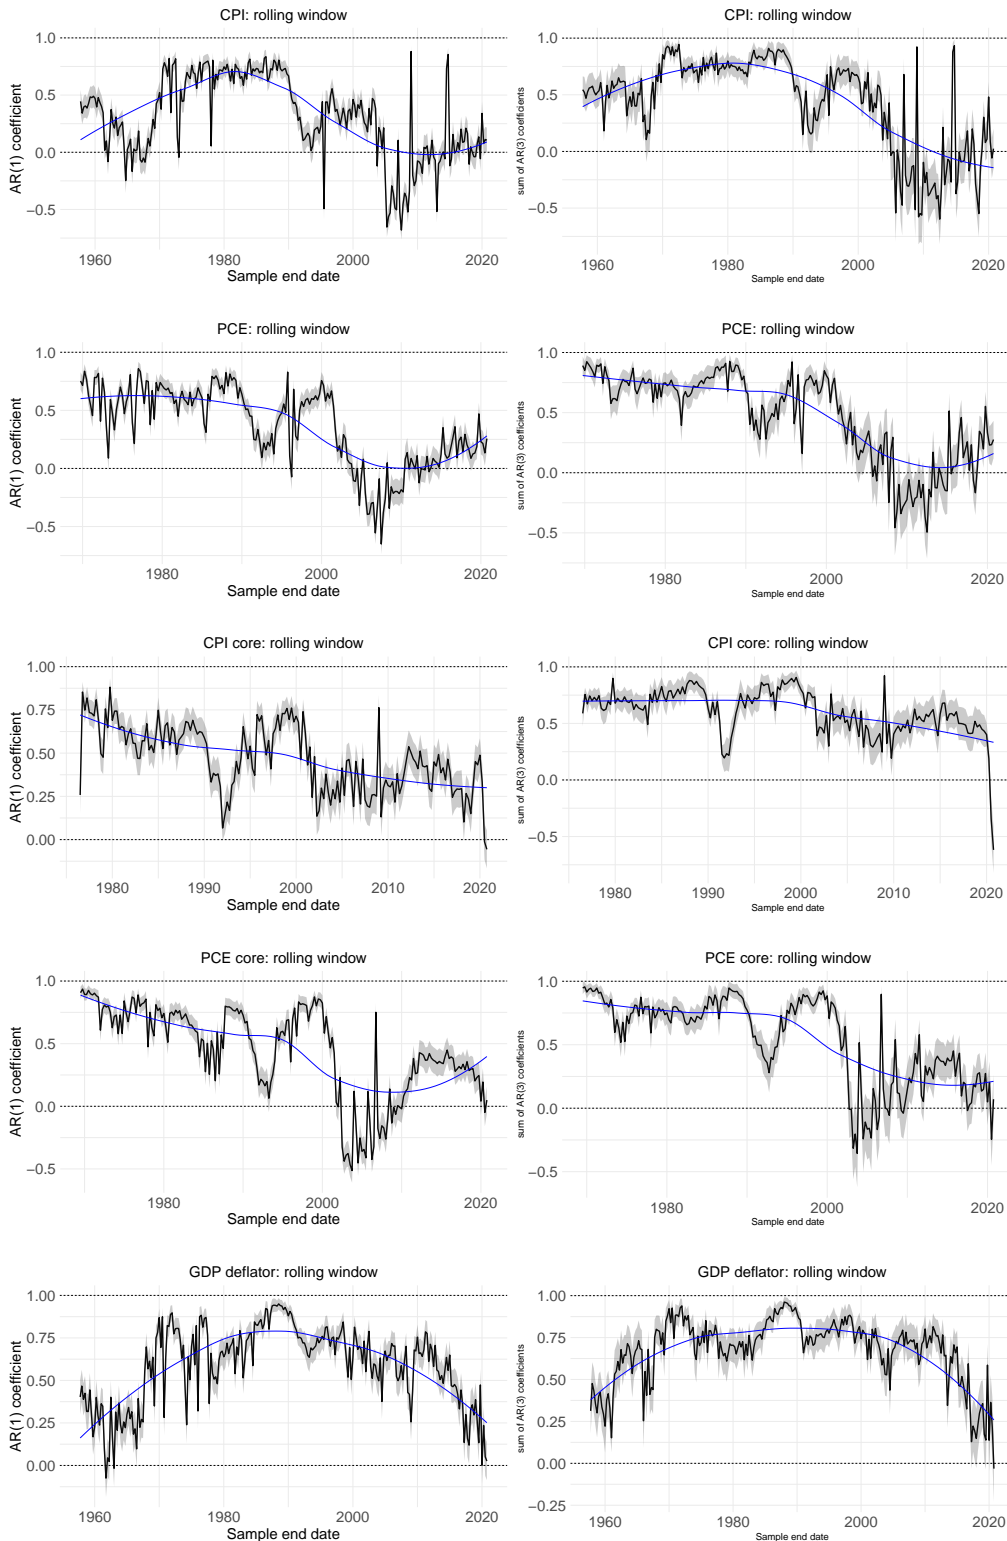 CPI: rolling window
AR(1) coefficient
1.0
0.5
0.0
−0.5
1960 1980 2000 2020
Sample end date
CPI: rolling window
sum of AR(3) coefficients
1.0
0.5
0.0
−0.5
1960 1980 2000 2020
Sample end date
PCE: rolling window
AR(1) coefficient
1.0
0.5
0.0
−0.5
1980 2000 2020
Sample end date
PCE: rolling window
sum of AR(3) coefficients
1.0
0.5
0.0
−0.5
1980 2000 2020
Sample end date
CPI core: rolling window
AR(1) coefficient
1.00
0.75
0.50
0.25
0.00
1980 1990 2000 2010 2020
Sample end date
CPI core: rolling window
sum of AR(3) coefficients
1.0
0.5
0.0
−0.5
1980 1990 2000 2010 2020
Sample end date
PCE core: rolling window
AR(1) coefficient
1.0
0.5
0.0
−0.5
1980 2000 2020
Sample end date
PCE core: rolling window
sum of AR(3) coefficients
1.0
0.5
0.0
−0.5
1980 2000 2020
Sample end date
GDP deflator: rolling window
AR(1) coefficient
1.00
0.75
0.50
0.25
0.00
1960 1980 2000 2020
Sample end date
GDP deflator: rolling window
sum of AR(3) coefficients
1.00
0.75
0.50
0.25
0.00
−0.25
1960 1980 2000 2020
Sample end date